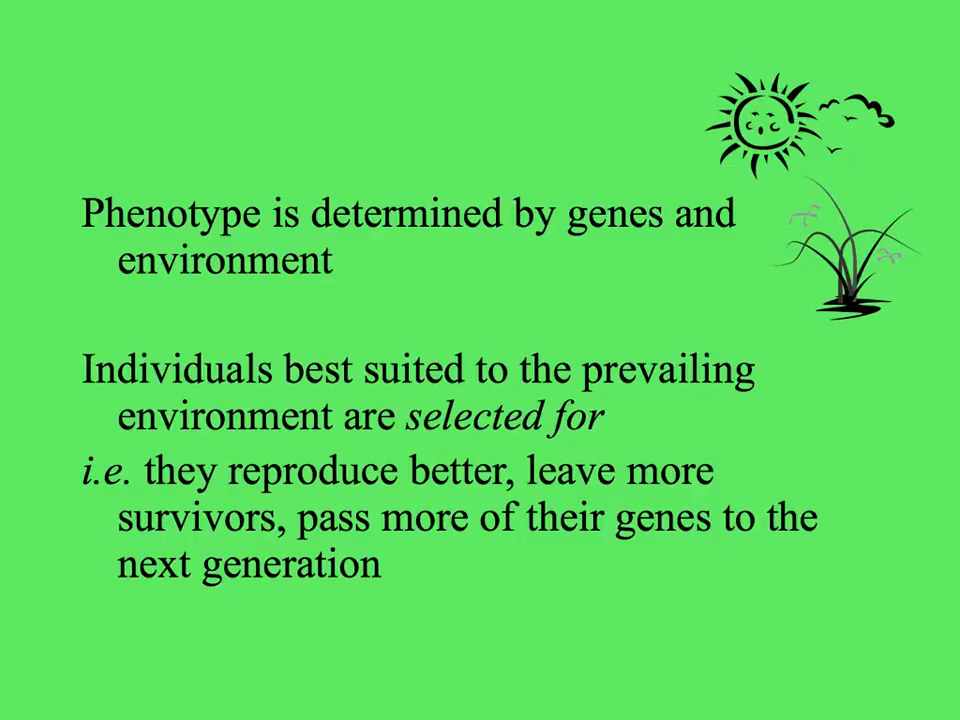 Phenotype is determined by genes and
environment
Individuals best suited to the prevailing
environment are selected for
i.e. they reproduce better, leave more
survivors, pass more of their genes to the
next generation